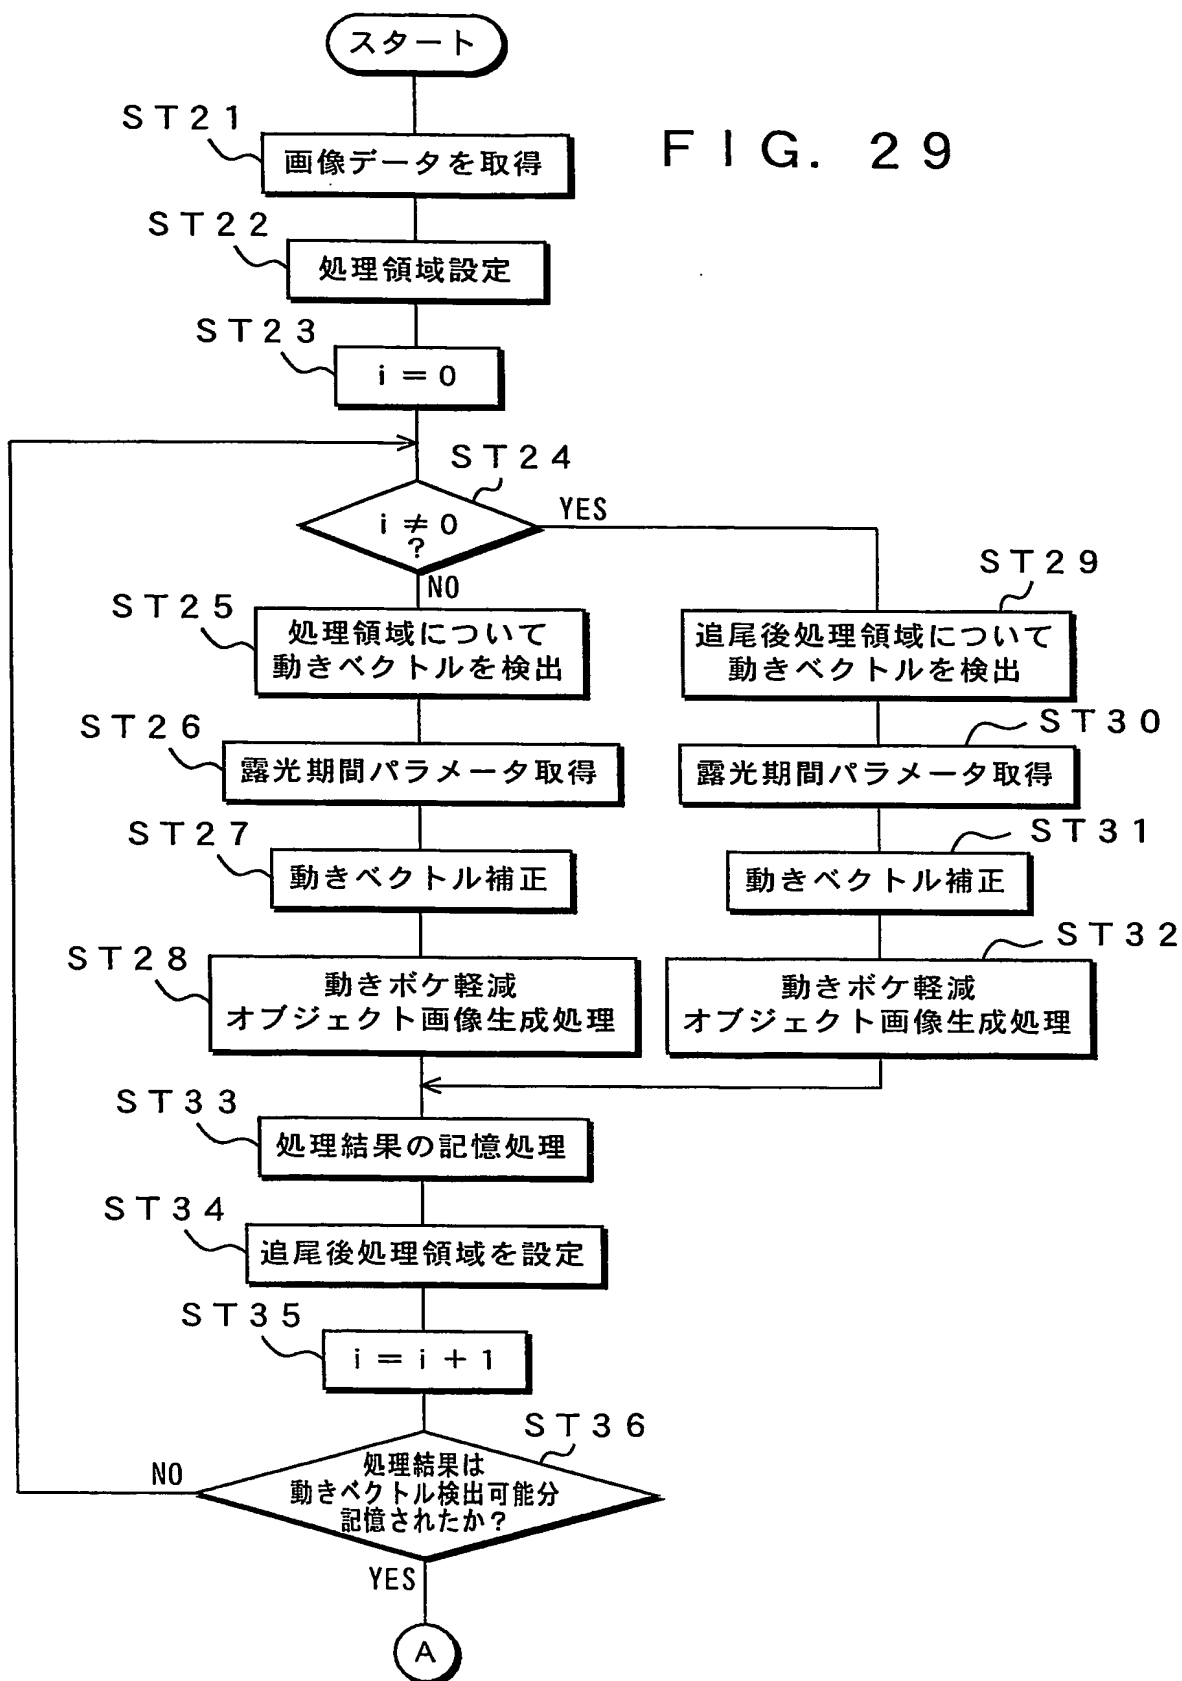 スタート
ST21
FIG. 29
画像データを取得
ST22
処理領域設定
ST23
i=0
ST24
i≠0
?
YES
NO
ST25
処理領域について
動きベクトルを検出
ST29
追尾後処理領域について
動きベクトルを検出
ST26
露光期間パラメータ取得
ST30
露光期間パラメータ取得
ST27
動きベクトル補正
ST31
動きベクトル補正
ST28
動きボケ軽減
オブジェクト画像生成処理
ST32
動きボケ軽減
オブジェクト画像生成処理
ST33
処理結果の記憶処理
ST34
追尾後処理領域を設定
ST35
i=i+1
ST36
処理結果は
動きベクトル検出可能分
記憶されたか?
NO
YES
A